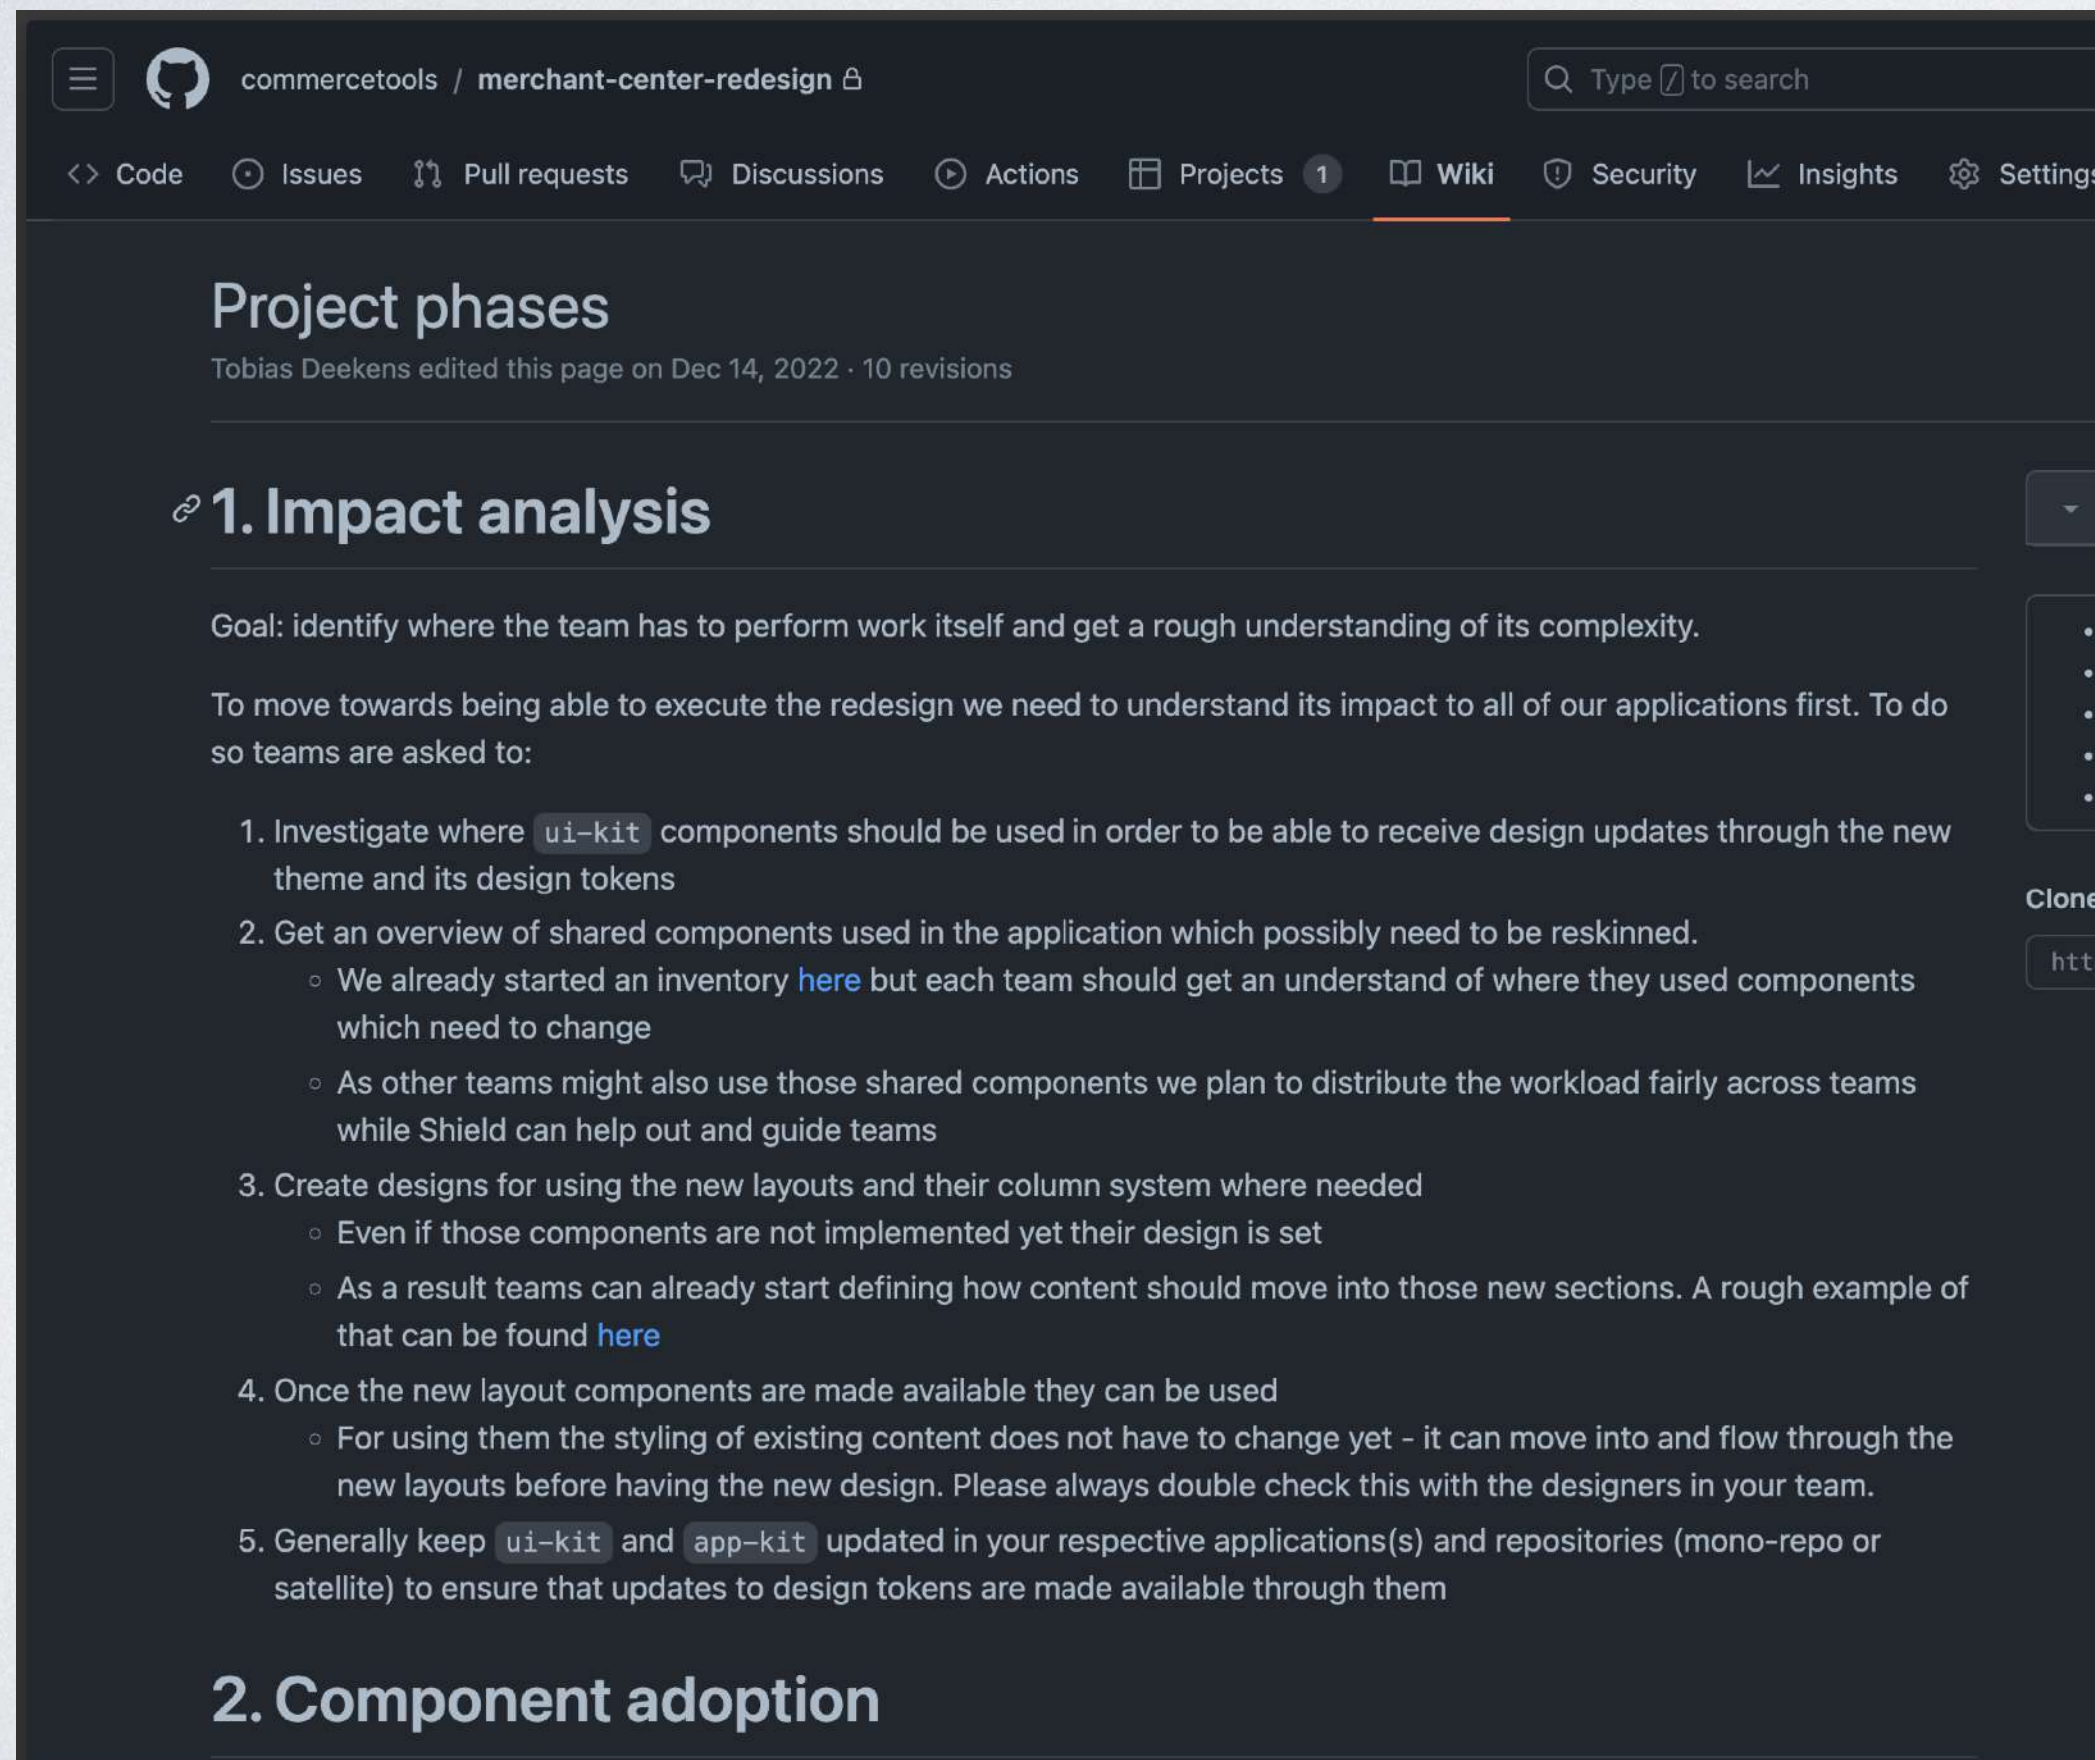 commercetools / merchant-center-redesign
Type / to search
Code Issues Pull requests Discussions Actions Projects 1 Wiki Security Insights Settings
Project phases
Tobias Deekens edited this page on Dec 14, 2022 · 10 revisions
1. Impact analysis
Goal: identify where the team has to perform work itself and get a rough understanding of its complexity.
To move towards being able to execute the redesign we need to understand its impact to all of our applications first. To do
so teams are asked to:
1. Investigate where ui-kit components should be used in order to be able to receive design updates through the new
theme and its design tokens
2. Get an overview of shared components used in the application which possibly need to be reskinned.
Clone
◦ We already started an inventory here but each team should get an understand of where they used components
htt
which need to change
◦ As other teams might also use those shared components we plan to distribute the workload fairly across teams
while Shield can help out and guide teams
3. Create designs for using the new layouts and their column system where needed
◦ Even if those components are not implemented yet their design is set
◦ As a result teams can already start defining how content should move into those new sections. A rough example of
that can be found here
4. Once the new layout components are made available they can be used
◦ For using them the styling of existing content does not have to change yet - it can move into and flow through the
new layouts before having the new design. Please always double check this with the designers in your team.
5. Generally keep ui-kit and app-kit updated in your respective applications(s) and repositories (mono-repo or
satellite) to ensure that updates to design tokens are made available through them
2. Component adoption